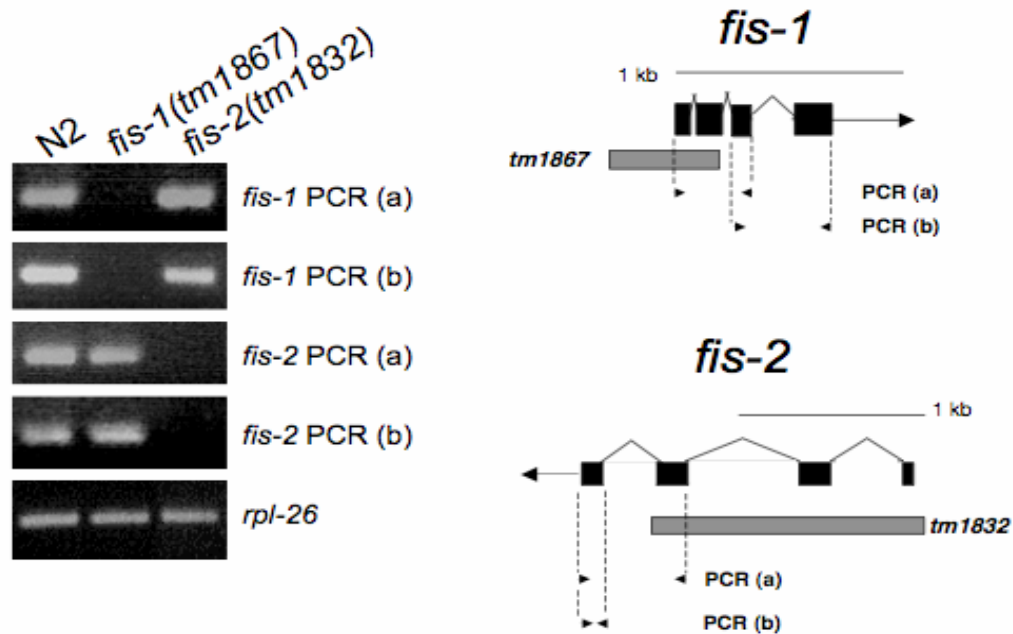 N2
fis-1(tm1867)
fis-2(tm1832)
fis-1 PCR (a)
fis-1 PCR (b)
fis-2 PCR (a)
fis-2 PCR (b)
rpl-26
fis-1
1 kb
tm1867
PCR (a)
PCR (b)
fis-2
1 kb
tm1832
PCR (a)
PCR (b)